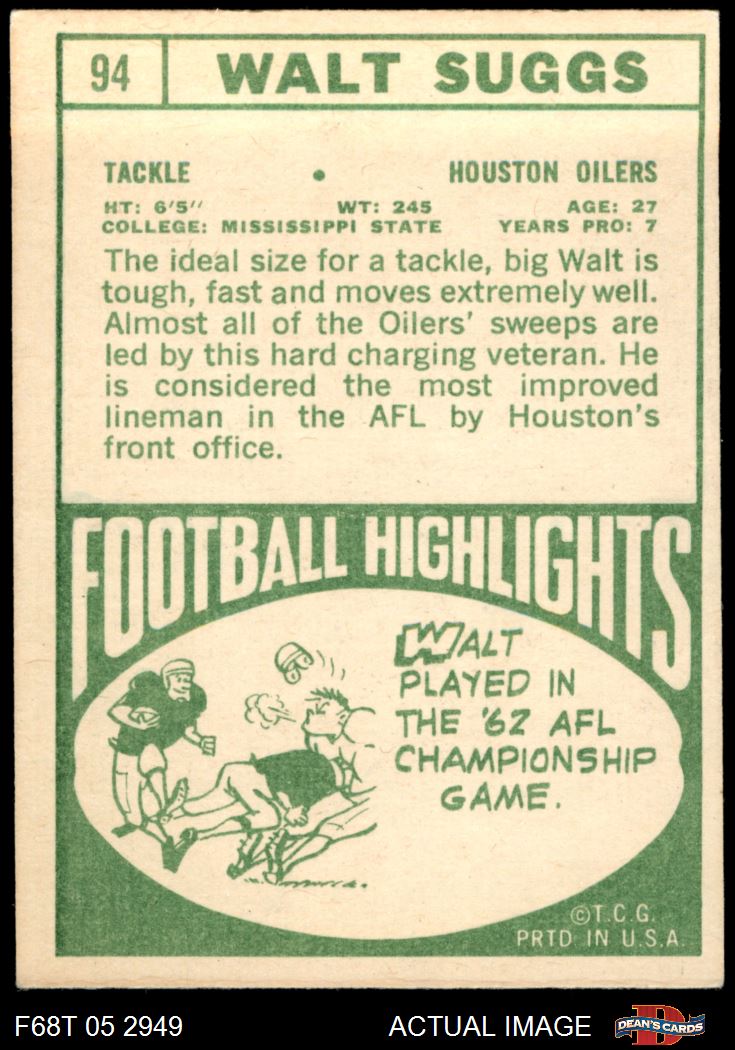 94 WALT SUGGS
TACKLE • HOUSTON OILERS
HT: 6'5" WT: 245 AGE: 27
COLLEGE: MISSISSIPPI STATE YEARS PRO: 7
The ideal size for a tackle, big Walt is
tough, fast and moves extremely well.
Almost all of the Oilers' sweeps are
led by this hard charging veteran. He
is considered the most improved
lineman in the AFL by Houston's
front office.
FOOTBALL HIGHLIGHTS
WALT
PLAYED IN
THE '62 AFL
CHAMPIONSHIP
GAME.
©T.C.G.
PRTD IN U.S.A.
F68T 05 2949 ACTUAL IMAGE D DEAN'S CARDS